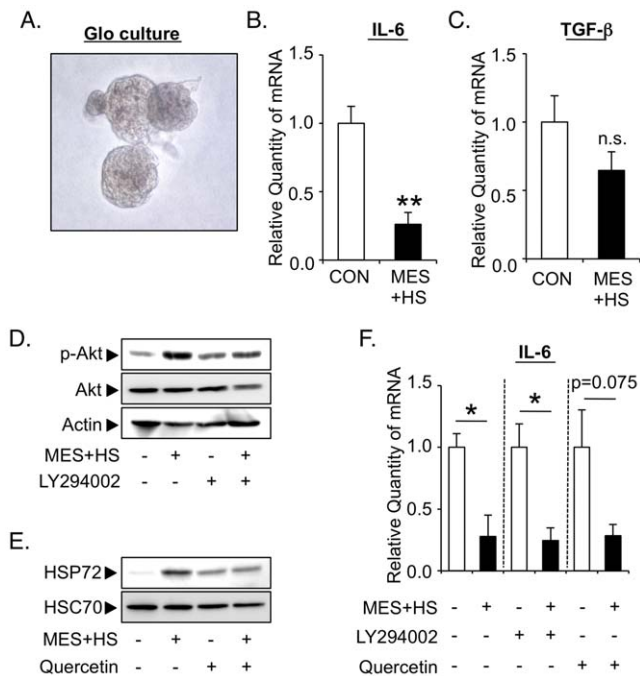 A.
Glo culture
B.
IL-6
Relative Quantity of mRNA
1.5
1.0
0.5
0.0
**
CON
MES
+HS
C.
TGF-β
Relative Quantity of mRNA
1.5
1.0
0.5
0.0
n.s.
CON
MES
+HS
D.
p-Akt
Akt
Actin
MES+HS - + - +
LY294002 - - + +
E.
HSP72
HSC70
MES+HS - + - +
Quercetin - - + +
F.
IL-6
Relative Quantity of mRNA
1.5
1.0
0.5
0.0
*
*
p=0.075
MES+HS - + - + - +
LY294002 - - + + - -
Quercetin - - - - + +